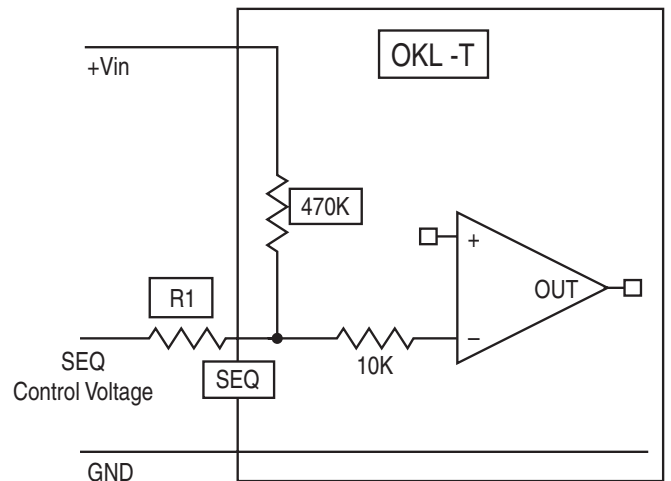 OKL -T
+Vin
470K
+
OUT
R1
−
SEQ
Control Voltage
SEQ
10K
GND